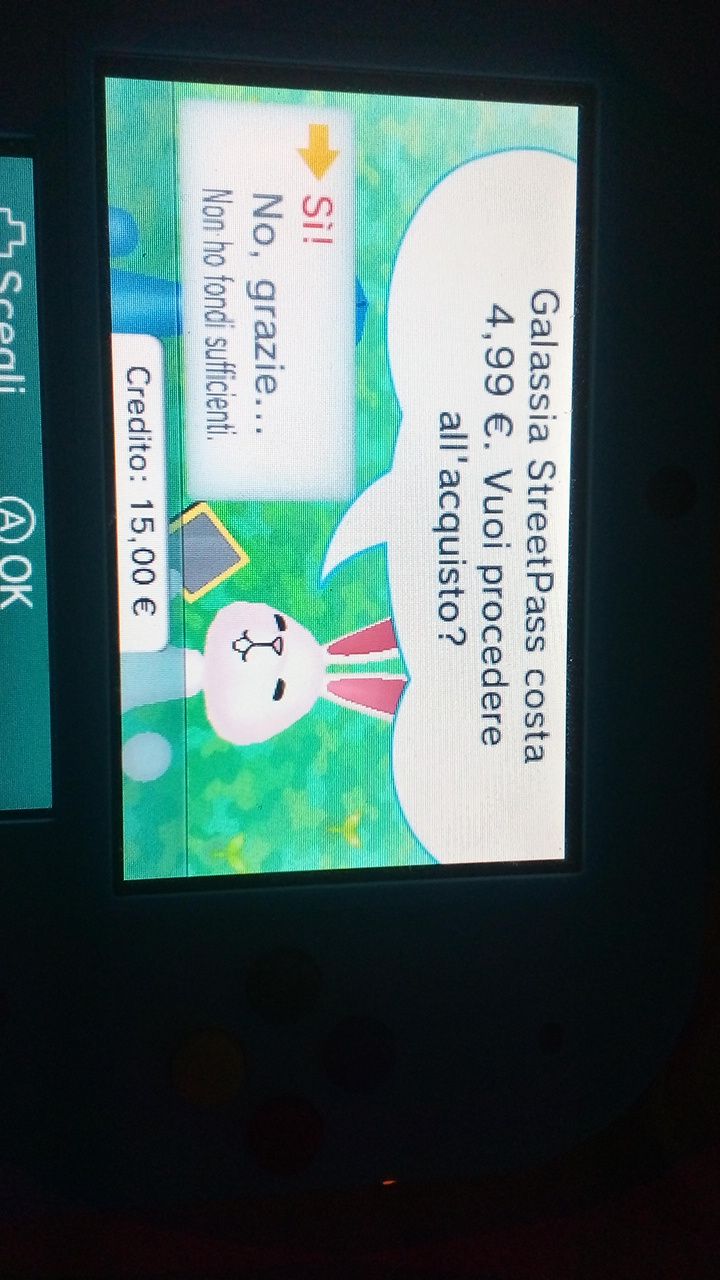 Galassia StreetPass costa
4,99 €. Vuoi procedere
all'acquisto?
Sì!
No, grazie...
Non ho fondi sufficienti.
Credito: 15,00 €
Scegli Ⓐ OK